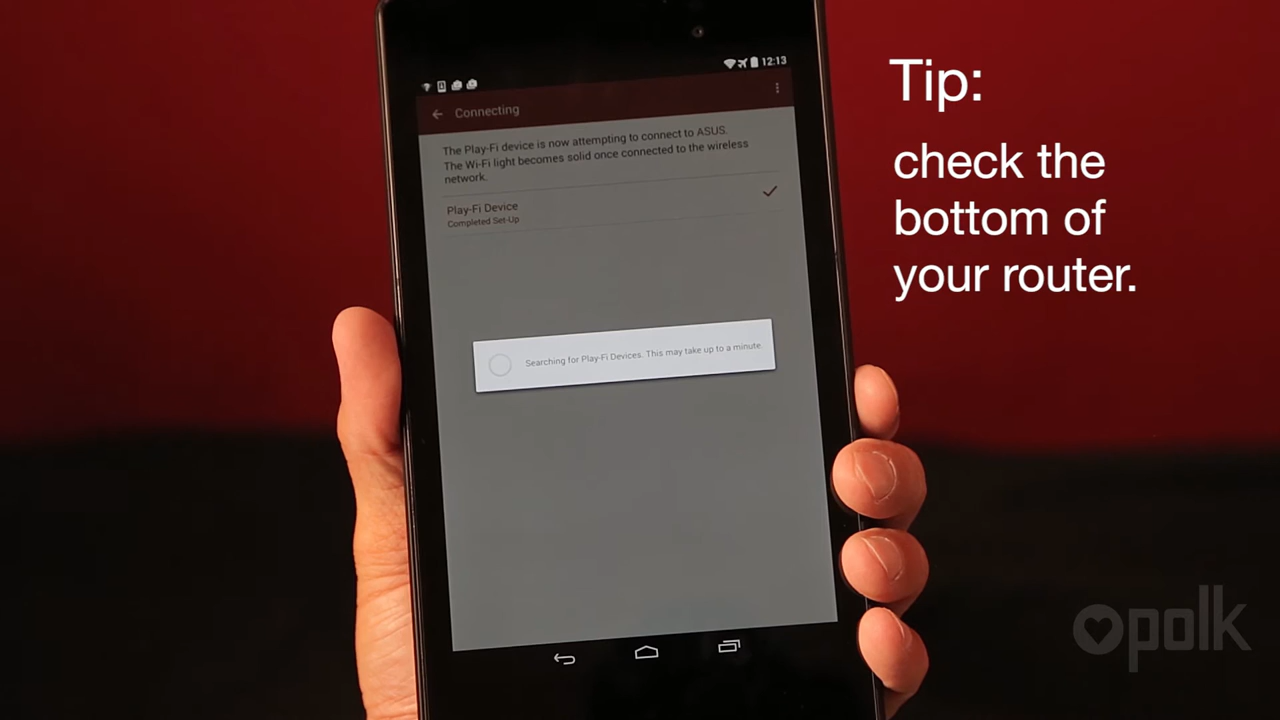 12:13
Connecting
The Play-Fi device is now attempting to connect to ASUS.
The Wi-Fi light becomes solid once connected to the wireless
network.
Play-Fi Device
Completed Set-Up
Searching for Play-Fi Devices. This may take up to a minute.
Tip:
check the
bottom of
your router.
polk